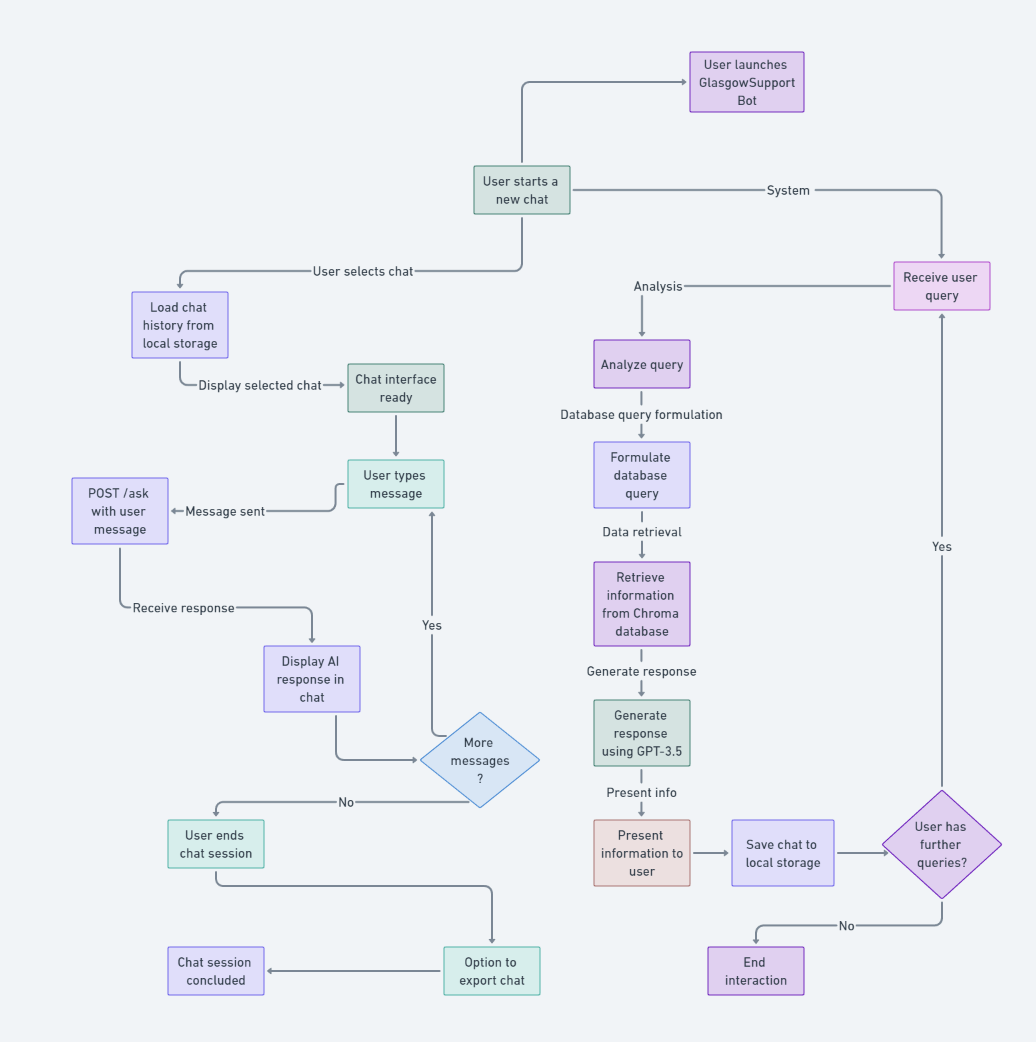 User launches
GlasgowSupport
Bot
User starts a
new chat
System
User selects chat
Receive user
query
Analysis
Load chat
history from
local storage
Display selected chat
Chat interface
ready
Analyze query
Database query formulation
User types
message
Formulate
database
query
POST /ask
with user
message
Message sent
Data retrieval
Yes
Retrieve
information
from Chroma
database
Receive response
Yes
Display AI
response in
chat
Generate response
Generate
response
using GPT-3.5
More
messages
?
Present info
No
User ends
chat session
Present
information to
user
Save chat to
local storage
User has
further
queries?
No
Chat session
concluded
Option to
export chat
End
interaction